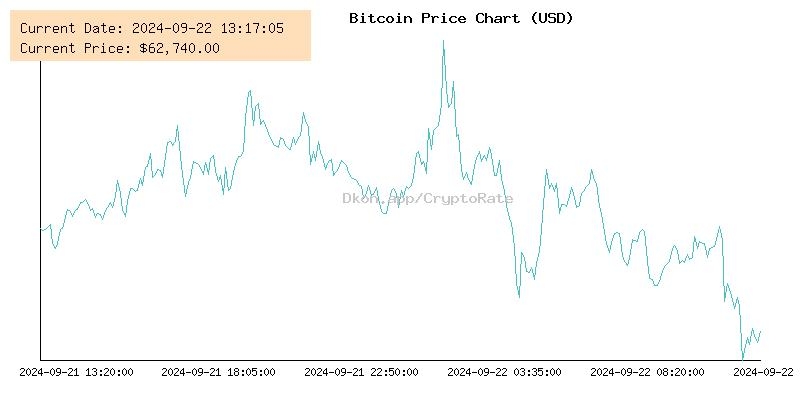 Bitcoin Price Chart (USD)
Current Date: 2024-09-22 13:17:05
Current Price: $62,740.00
Dkon.app/CryptoRate
2024-09-21 13:20:00 2024-09-21 18:05:00 2024-09-21 22:50:00 2024-09-22 03:35:00 2024-09-22 08:20:00 2024-09-22